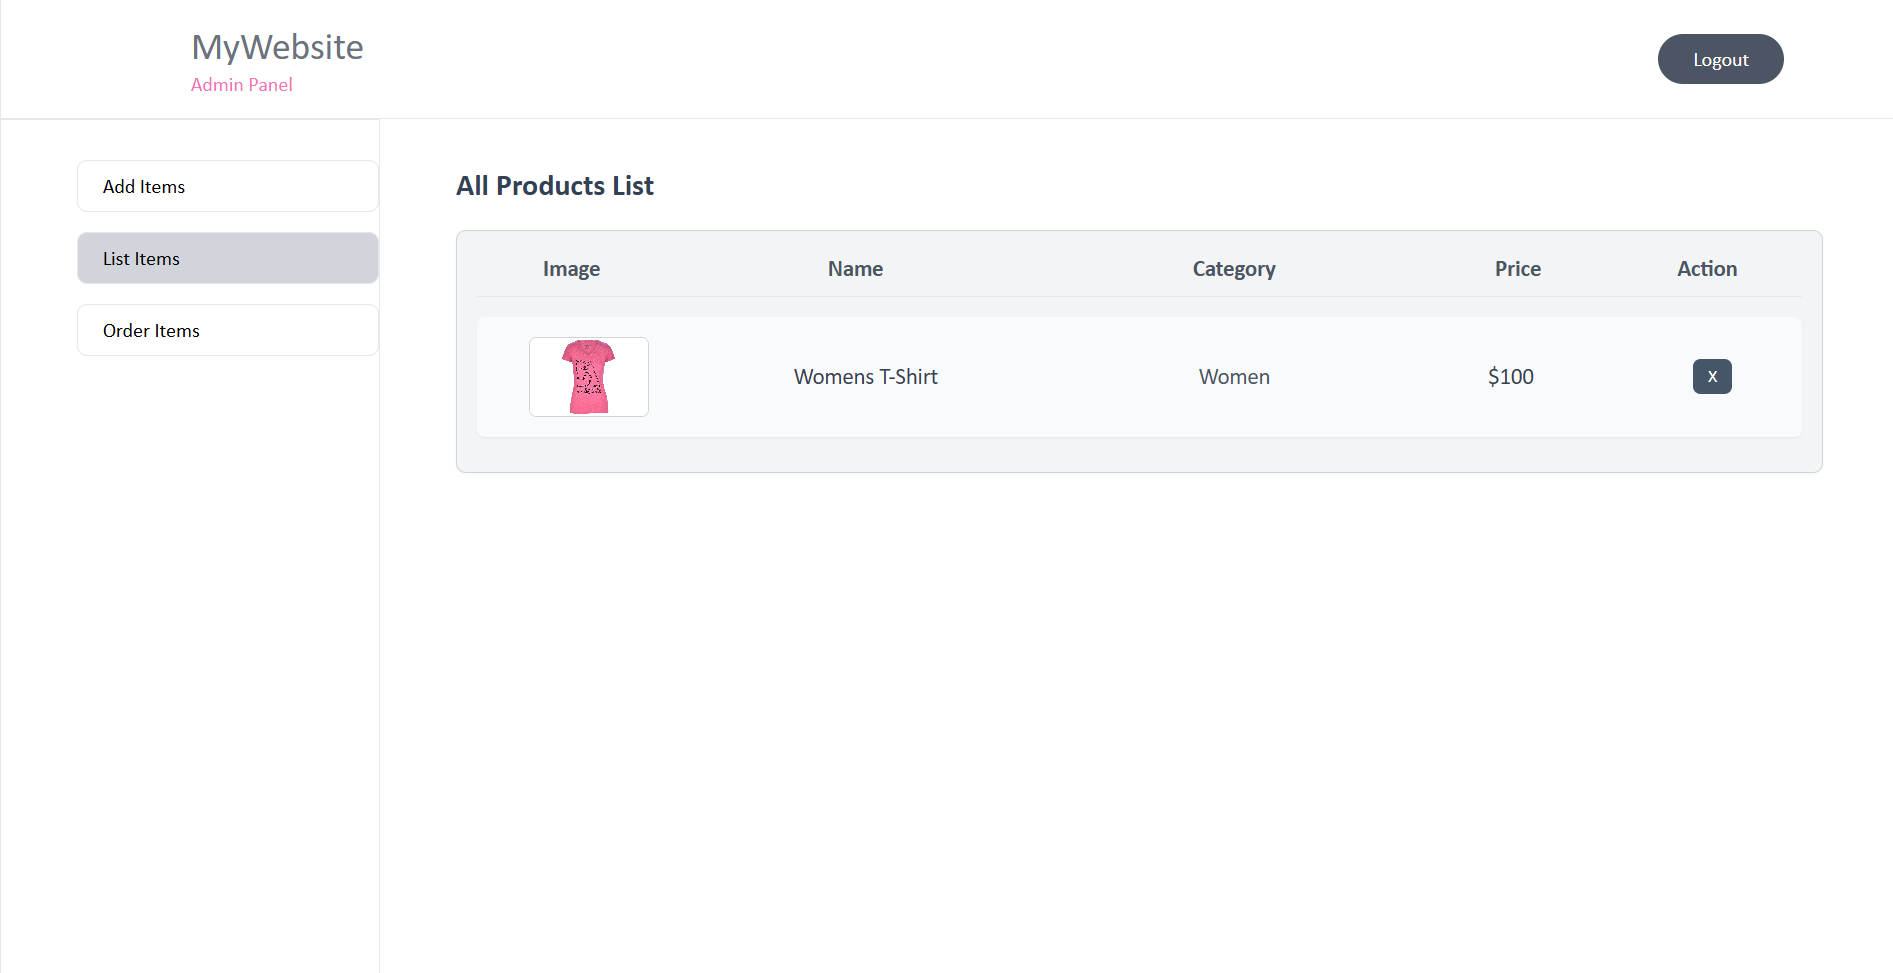 MyWebsite
Admin Panel
Logout
Add Items
List Items
Order Items
All Products List
Image Name Category Price Action
Womens T-Shirt Women $100 X